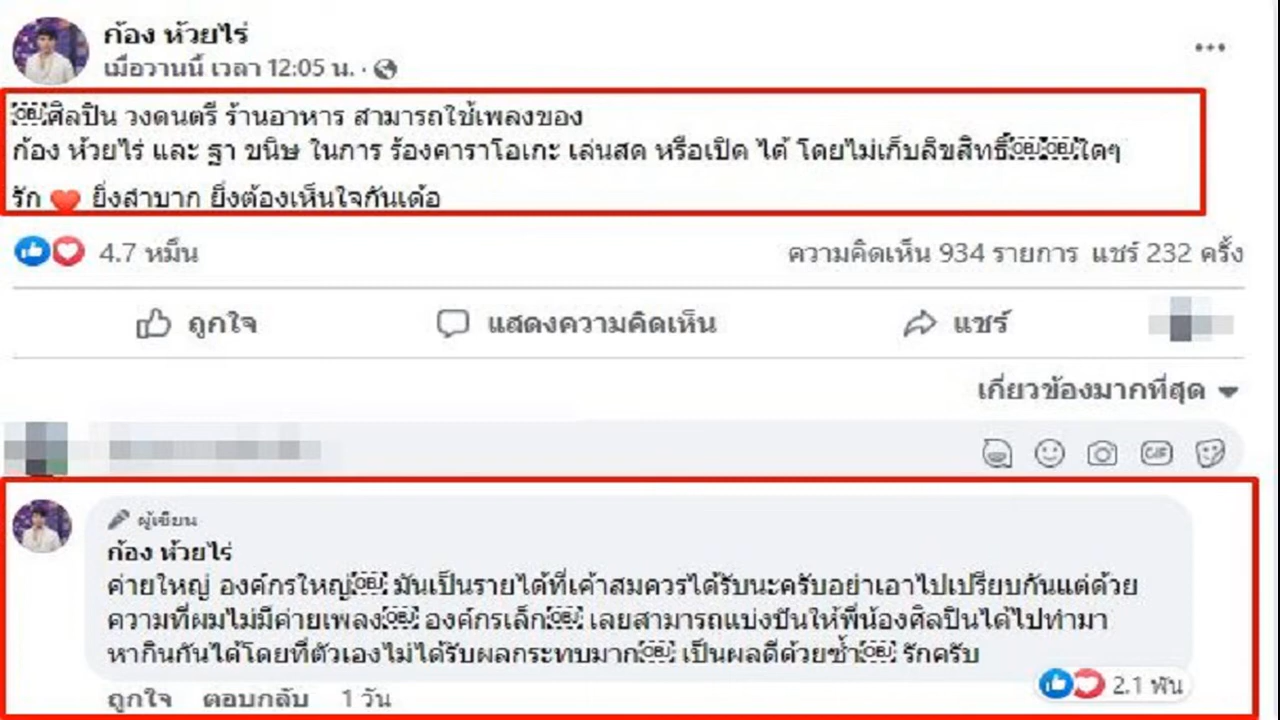 ก้อง ห้วยไร่
เมื่อวานนี้ เวลา 12:05 น. ·
ศิลปิน วงดนตรี ร้านอาหาร สามารถใช้เพลงของ
ก้อง ห้วยไร่ และ ฐา ขนิษ ในการ ร้องคาราโอเกะ เล่นสด หรือเปิด ได้ โดยไม่เก็บลิขสิทธิ์ใดๆ
รัก ❤️ ยิ่งลำบาก ยิ่งต้องเห็นใจกันเด้อ
4.7 หมื่น
ความคิดเห็น 934 รายการ แชร์ 232 ครั้ง
ถูกใจ
แสดงความคิดเห็น
แชร์
เกี่ยวข้องมากที่สุด
GIF
ผู้เขียน
ก้อง ห้วยไร่
ค่ายใหญ่ องค์กรใหญ่ มันเป็นรายได้ที่เค้าสมควรได้รับนะครับอย่าเอาไปเปรียบกันแต่ด้วย
ความที่ผมไม่มีค่ายเพลง องค์กรเล็ก เลยสามารถแบ่งปันให้พี่น้องศิลปินได้ไปทำมา
หากินกันได้โดยที่ตัวเองไม่ได้รับผลกระทบมาก เป็นผลดีด้วยซ้ำ รักครับ
ถูกใจ ตอบกลับ 1 วัน
2.1 พัน